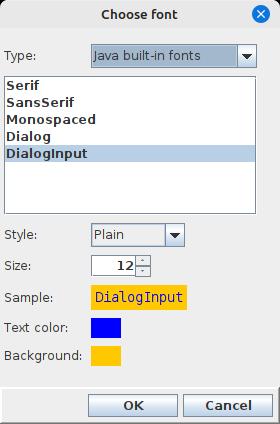 Choose font
Type: Java built-in fonts
Serif
SansSerif
Monospaced
Dialog
DialogInput
Style: Plain
Size: 12
Sample: DialogInput
Text color:
Background:
OK Cancel